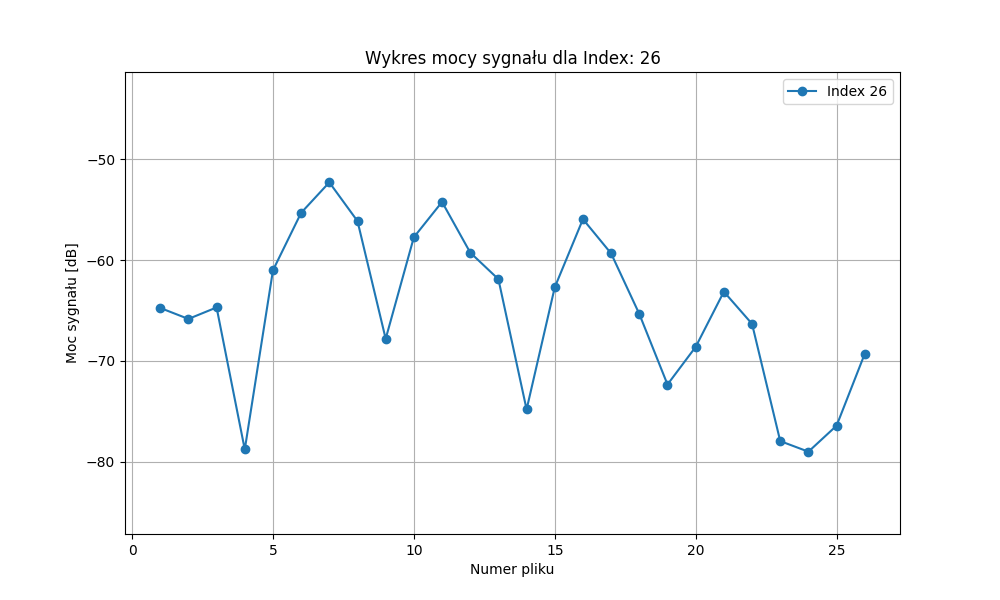 Wykres mocy sygnału dla Index: 26
Index 26
Moc sygnału [dB]
−50
−60
−70
−80
0 5 10 15 20 25
Numer pliku